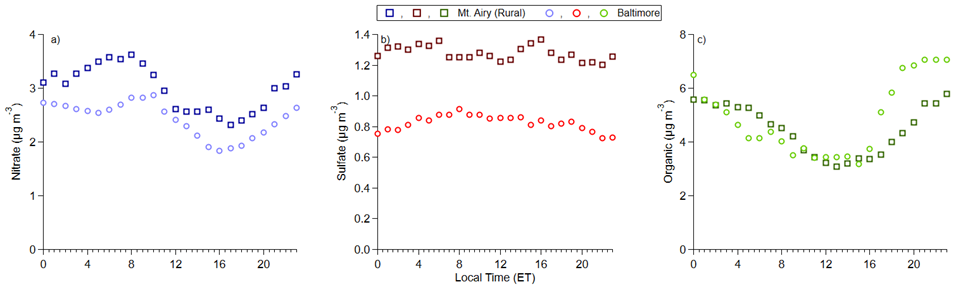 , , Mt. Airy (Rural) , , Baltimore
a)
Nitrate (µg m⁻³)
4
3
2
1
0
0 4 8 12 16 20
b)
Sulfate (µg m⁻³)
1.4
1.2
1.0
0.8
0.6
0.4
0.2
0.0
0 4 8 12 16 20
Local Time (ET)
c)
Organic (µg m⁻³)
8
6
4
2
0
0 4 8 12 16 20